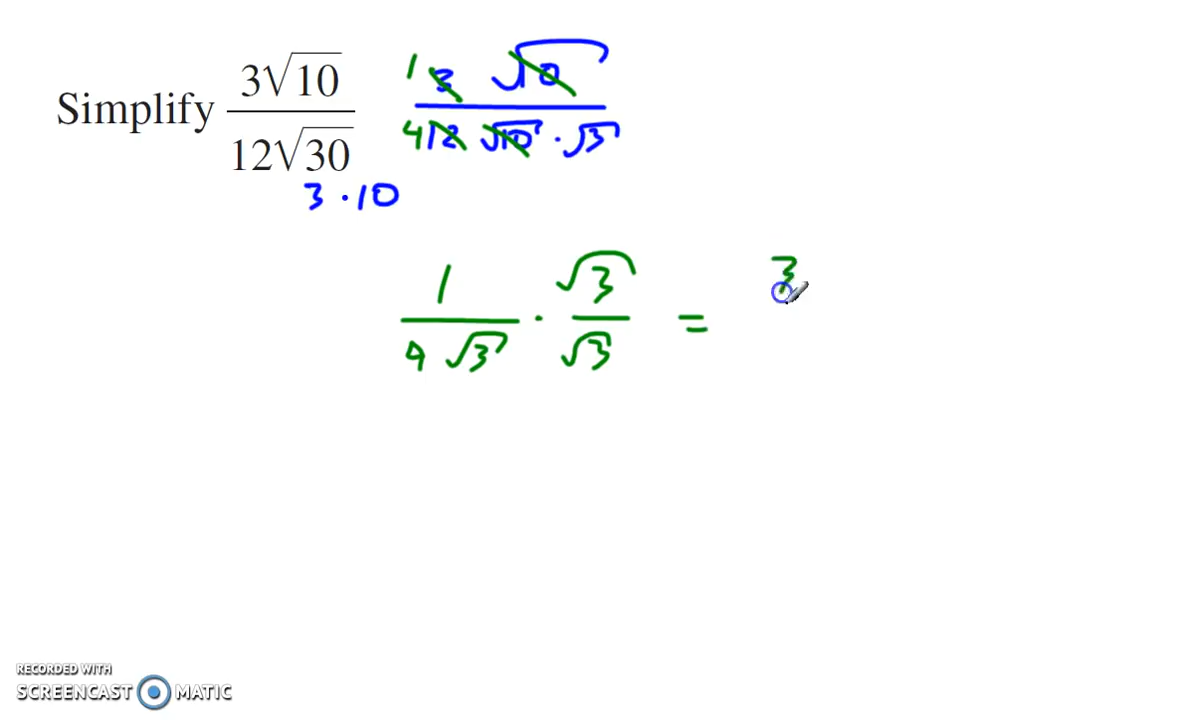 Simplify 3√10 / 12√30
3 · 10
1 3 √10 / 4 12 √10 · √3
1 / 4√3 · √3 / √3 = 3
RECORDED WITH
SCREENCAST MATIC